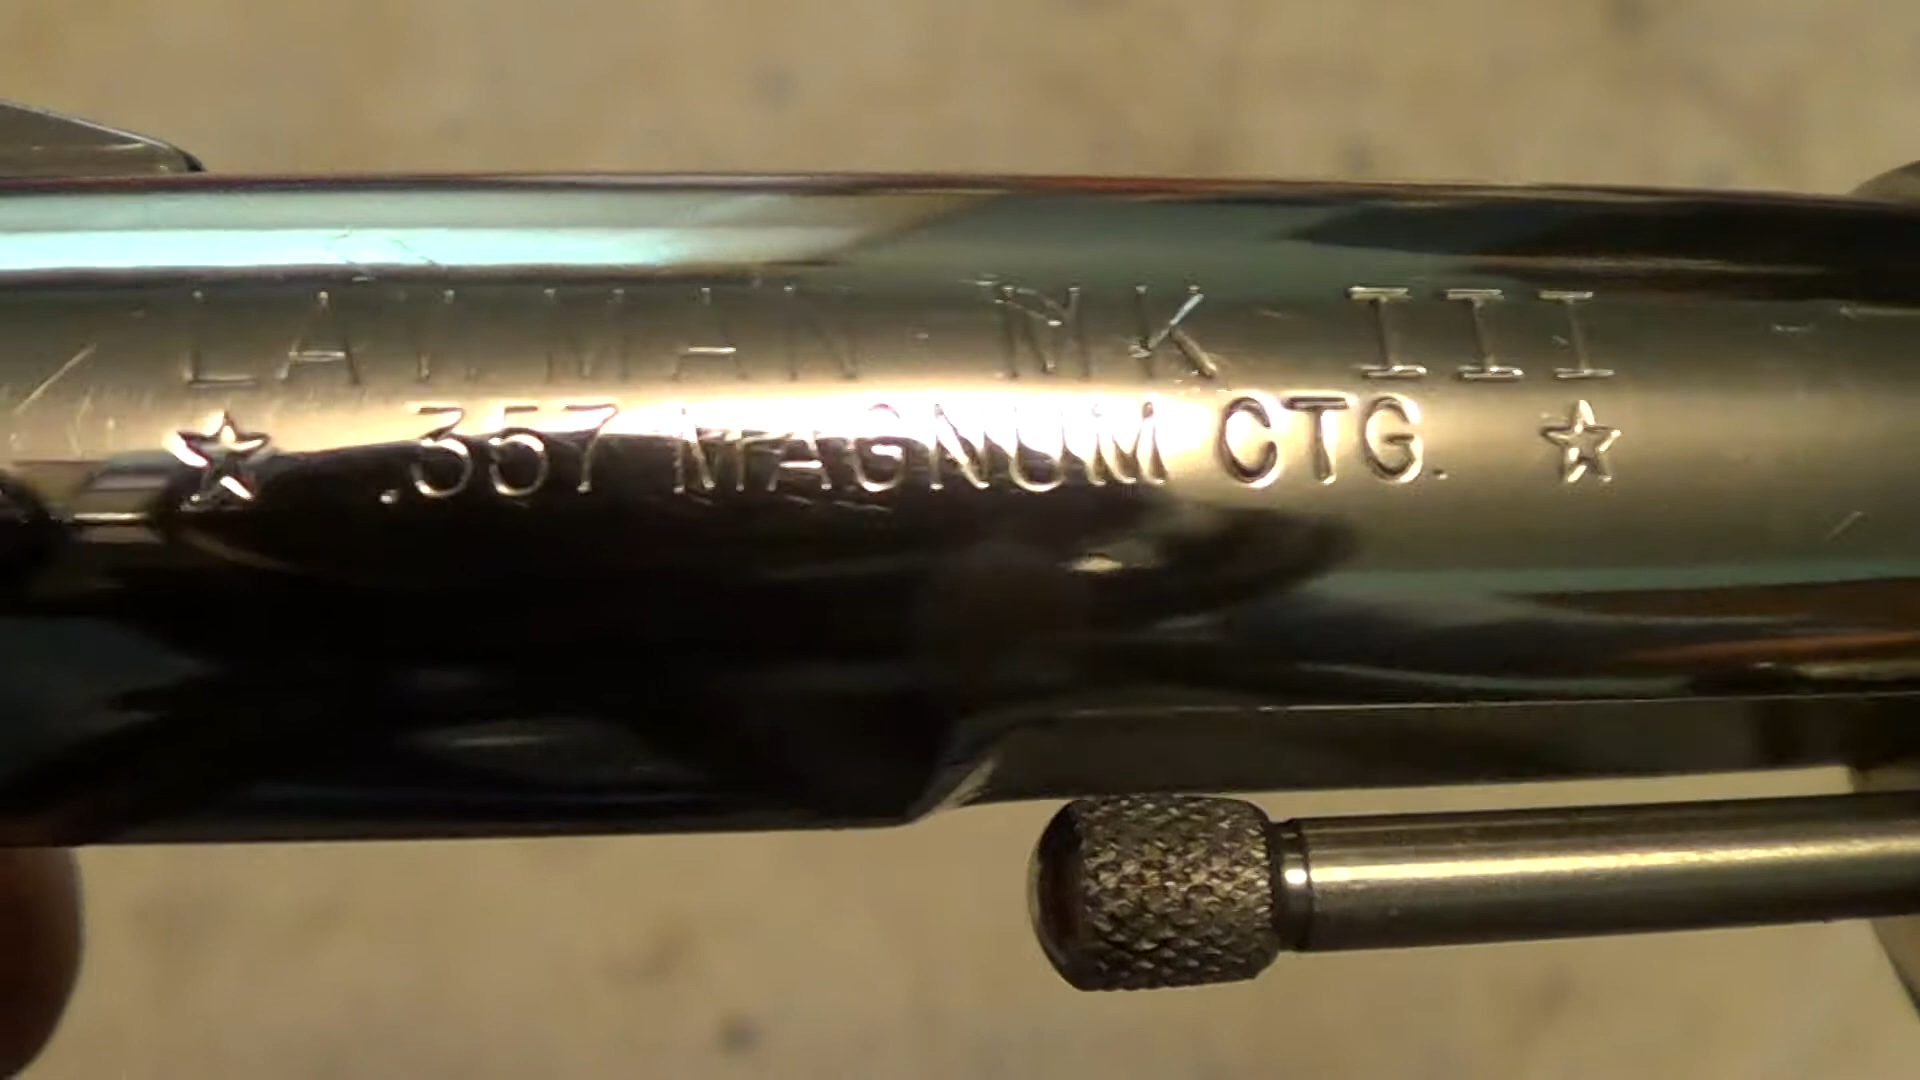 LAWMAN MK III
☆ .357 MAGNUM CTG. ☆